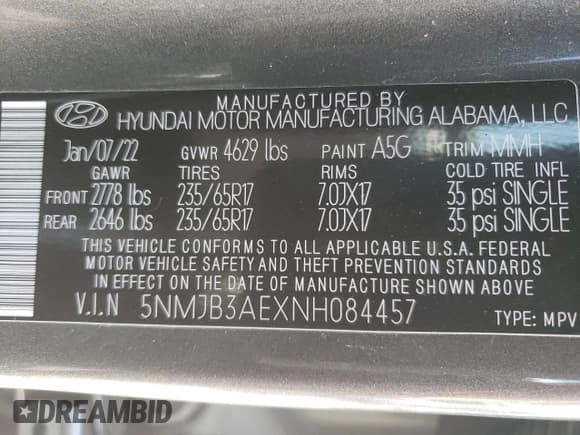 MANUFACTURED BY
HYUNDAI MOTOR MANUFACTURING ALABAMA, LLC
Jan/07/22 GVWR 4629 lbs PAINT A5G TRIM MMH
GAWR TIRES RIMS COLD TIRE INFL
FRONT 2778 lbs 235/65R17 7.0JX17 35 psi SINGLE
REAR 2646 lbs 235/65R17 7.0JX17 35 psi SINGLE
THIS VEHICLE CONFORMS TO ALL APPLICABLE U.S.A. FEDERAL
MOTOR VEHICLE SAFETY AND THEFT PREVENTION STANDARDS
IN EFFECT ON THE DATE OF MANUFACTURE SHOWN ABOVE
V.I.N 5NMJB3AEXNH084457 TYPE: MPV
DREAMBID